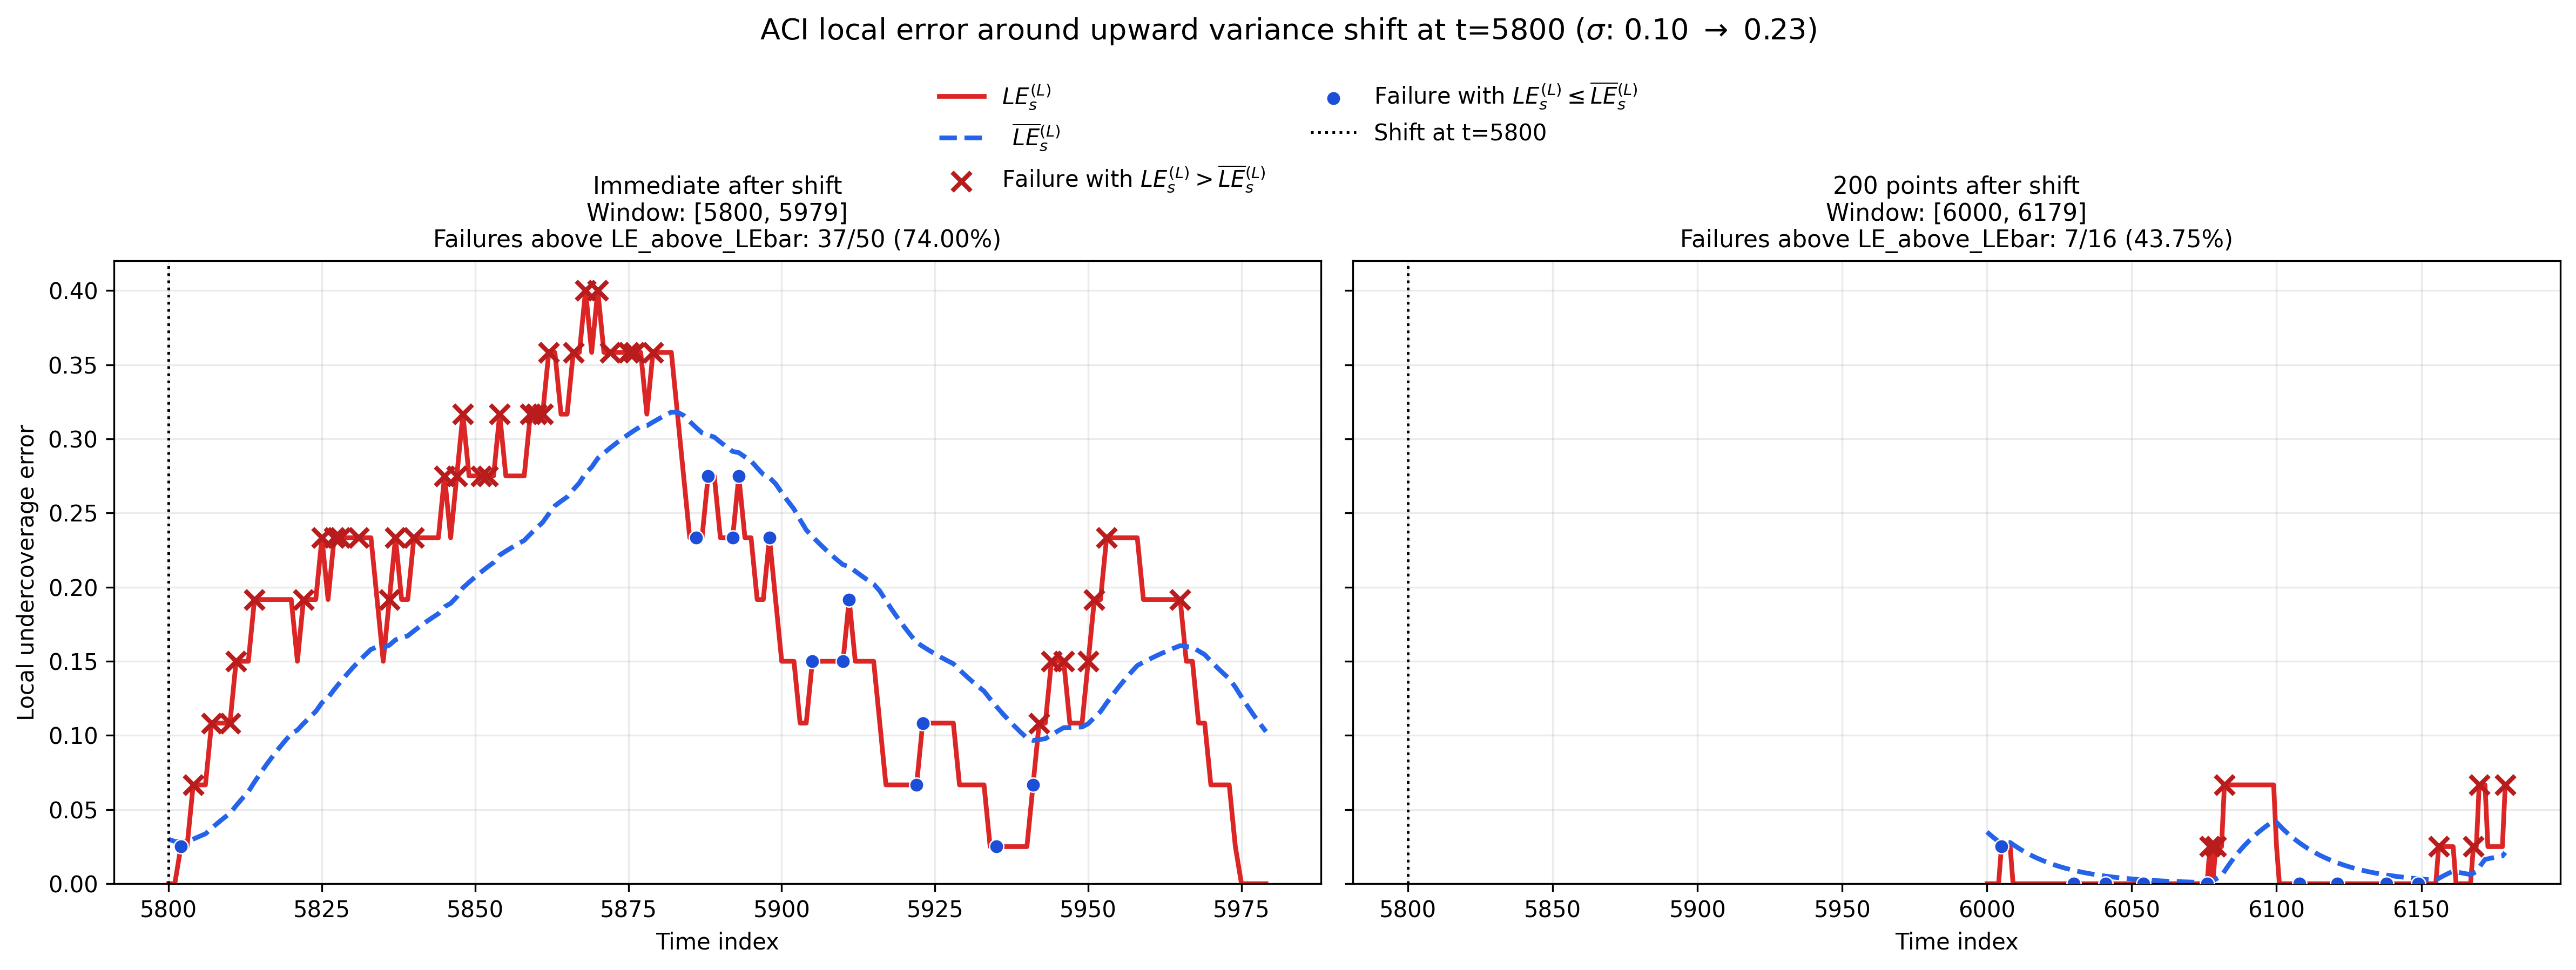 ACI local error around upward variance shift at t=5800 (σ: 0.10 → 0.23)
LE_s^{(L)}
\overline{LE}_s^{(L)}
Failure with LE_s^{(L)} > \overline{LE}_s^{(L)}
Failure with LE_s^{(L)} ≤ \overline{LE}_s^{(L)}
Shift at t=5800
Immediate after shift
Window: [5800, 5979]
Failures above LE_above_LEbar: 37/50 (74.00%)
Local undercoverage error
0.40
0.35
0.30
0.25
0.20
0.15
0.10
0.05
0.00
5800 5825 5850 5875 5900 5925 5950 5975
Time index
200 points after shift
Window: [6000, 6179]
Failures above LE_above_LEbar: 7/16 (43.75%)
5800 5850 5900 5950 6000 6050 6100 6150
Time index